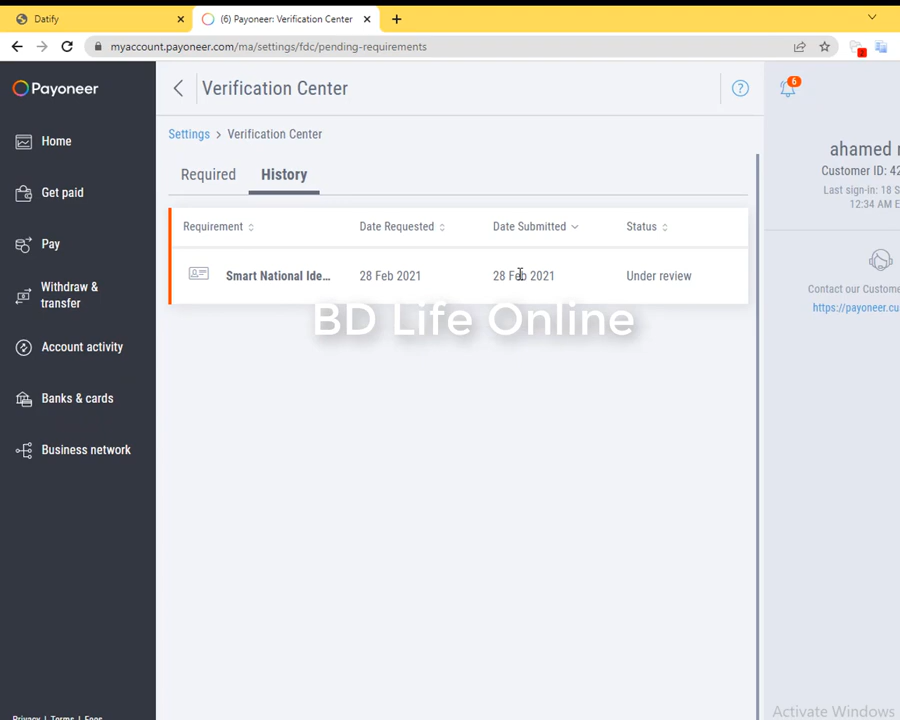 Datify
(6) Payoneer: Verification Center
myaccount.payoneer.com/ma/settings/fdc/pending-requirements
2
Payoneer
Home
Get paid
Pay
Withdraw &
transfer
Account activity
Banks & cards
Business network
Privacy | Terms | Fees
Verification Center
?
Settings > Verification Center
Required
History
Requirement
Date Requested
Date Submitted
Status
Smart National Ide...
28 Feb 2021
28 Feb 2021
Under review
BD Life Online
6
ahamed
Customer ID: 42
Last sign-in: 18 S
12:34 AM E
Contact our Custome
https://payoneer.cu
Activate Windows